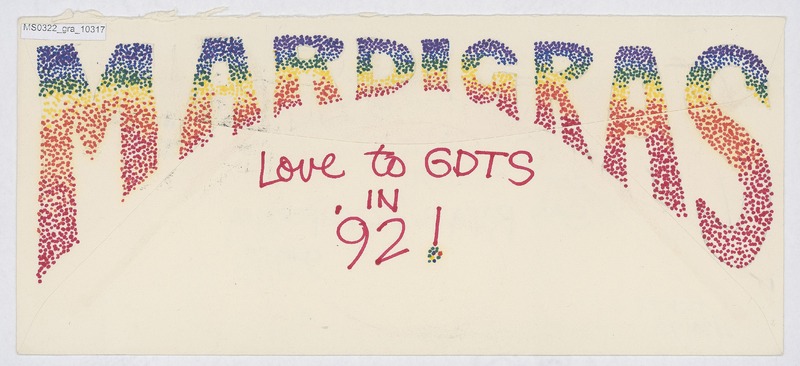 MS0322_gra_10317
MARDIGRAS
Love to GDTS
. IN
'92!